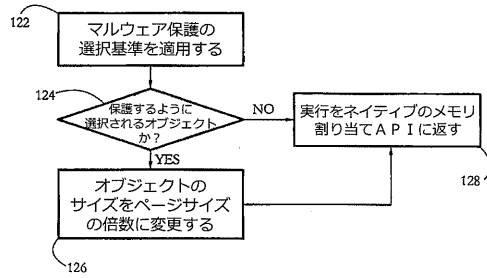 122
マルウェア保護の
選択基準を適用する
124
保護するように
選択されるオブジェクト
か？
NO
実行をネイティブのメモリ
割り当てAPIに返す
128
YES
オブジェクトの
サイズをページサイズ
の倍数に変更する
126